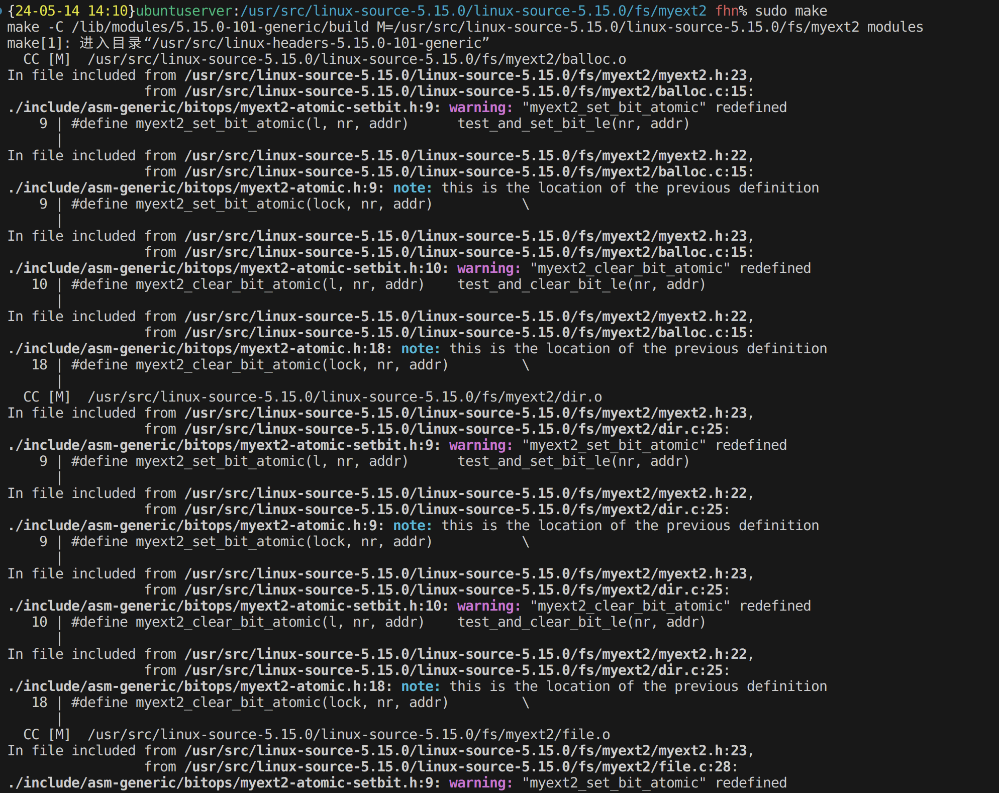 {24-05-14 14:10}ubuntuserver:/usr/src/linux-source-5.15.0/linux-source-5.15.0/fs/myext2 fhn% sudo make
make -C /lib/modules/5.15.0-101-generic/build M=/usr/src/linux-source-5.15.0/linux-source-5.15.0/fs/myext2 modules
make[1]: 进入目录“/usr/src/linux-headers-5.15.0-101-generic”
  CC [M]  /usr/src/linux-source-5.15.0/linux-source-5.15.0/fs/myext2/balloc.o
In file included from /usr/src/linux-source-5.15.0/linux-source-5.15.0/fs/myext2/myext2.h:23,
                 from /usr/src/linux-source-5.15.0/linux-source-5.15.0/fs/myext2/balloc.c:15:
./include/asm-generic/bitops/myext2-atomic-setbit.h:9: warning: "myext2_set_bit_atomic" redefined
    9 | #define myext2_set_bit_atomic(l, nr, addr)      test_and_set_bit_le(nr, addr)
      |
In file included from /usr/src/linux-source-5.15.0/linux-source-5.15.0/fs/myext2/myext2.h:22,
                 from /usr/src/linux-source-5.15.0/linux-source-5.15.0/fs/myext2/balloc.c:15:
./include/asm-generic/bitops/myext2-atomic.h:9: note: this is the location of the previous definition
    9 | #define myext2_set_bit_atomic(lock, nr, addr)           \
      |
In file included from /usr/src/linux-source-5.15.0/linux-source-5.15.0/fs/myext2/myext2.h:23,
                 from /usr/src/linux-source-5.15.0/linux-source-5.15.0/fs/myext2/balloc.c:15:
./include/asm-generic/bitops/myext2-atomic-setbit.h:10: warning: "myext2_clear_bit_atomic" redefined
   10 | #define myext2_clear_bit_atomic(l, nr, addr)    test_and_clear_bit_le(nr, addr)
      |
In file included from /usr/src/linux-source-5.15.0/linux-source-5.15.0/fs/myext2/myext2.h:22,
                 from /usr/src/linux-source-5.15.0/linux-source-5.15.0/fs/myext2/balloc.c:15:
./include/asm-generic/bitops/myext2-atomic.h:18: note: this is the location of the previous definition
   18 | #define myext2_clear_bit_atomic(lock, nr, addr)         \
      |
  CC [M]  /usr/src/linux-source-5.15.0/linux-source-5.15.0/fs/myext2/dir.o
In file included from /usr/src/linux-source-5.15.0/linux-source-5.15.0/fs/myext2/myext2.h:23,
                 from /usr/src/linux-source-5.15.0/linux-source-5.15.0/fs/myext2/dir.c:25:
./include/asm-generic/bitops/myext2-atomic-setbit.h:9: warning: "myext2_set_bit_atomic" redefined
    9 | #define myext2_set_bit_atomic(l, nr, addr)      test_and_set_bit_le(nr, addr)
      |
In file included from /usr/src/linux-source-5.15.0/linux-source-5.15.0/fs/myext2/myext2.h:22,
                 from /usr/src/linux-source-5.15.0/linux-source-5.15.0/fs/myext2/dir.c:25:
./include/asm-generic/bitops/myext2-atomic.h:9: note: this is the location of the previous definition
    9 | #define myext2_set_bit_atomic(lock, nr, addr)           \
      |
In file included from /usr/src/linux-source-5.15.0/linux-source-5.15.0/fs/myext2/myext2.h:23,
                 from /usr/src/linux-source-5.15.0/linux-source-5.15.0/fs/myext2/dir.c:25:
./include/asm-generic/bitops/myext2-atomic-setbit.h:10: warning: "myext2_clear_bit_atomic" redefined
   10 | #define myext2_clear_bit_atomic(l, nr, addr)    test_and_clear_bit_le(nr, addr)
      |
In file included from /usr/src/linux-source-5.15.0/linux-source-5.15.0/fs/myext2/myext2.h:22,
                 from /usr/src/linux-source-5.15.0/linux-source-5.15.0/fs/myext2/dir.c:25:
./include/asm-generic/bitops/myext2-atomic.h:18: note: this is the location of the previous definition
   18 | #define myext2_clear_bit_atomic(lock, nr, addr)         \
      |
  CC [M]  /usr/src/linux-source-5.15.0/linux-source-5.15.0/fs/myext2/file.o
In file included from /usr/src/linux-source-5.15.0/linux-source-5.15.0/fs/myext2/myext2.h:23,
                 from /usr/src/linux-source-5.15.0/linux-source-5.15.0/fs/myext2/file.c:28:
./include/asm-generic/bitops/myext2-atomic-setbit.h:9: warning: "myext2_set_bit_atomic" redefined